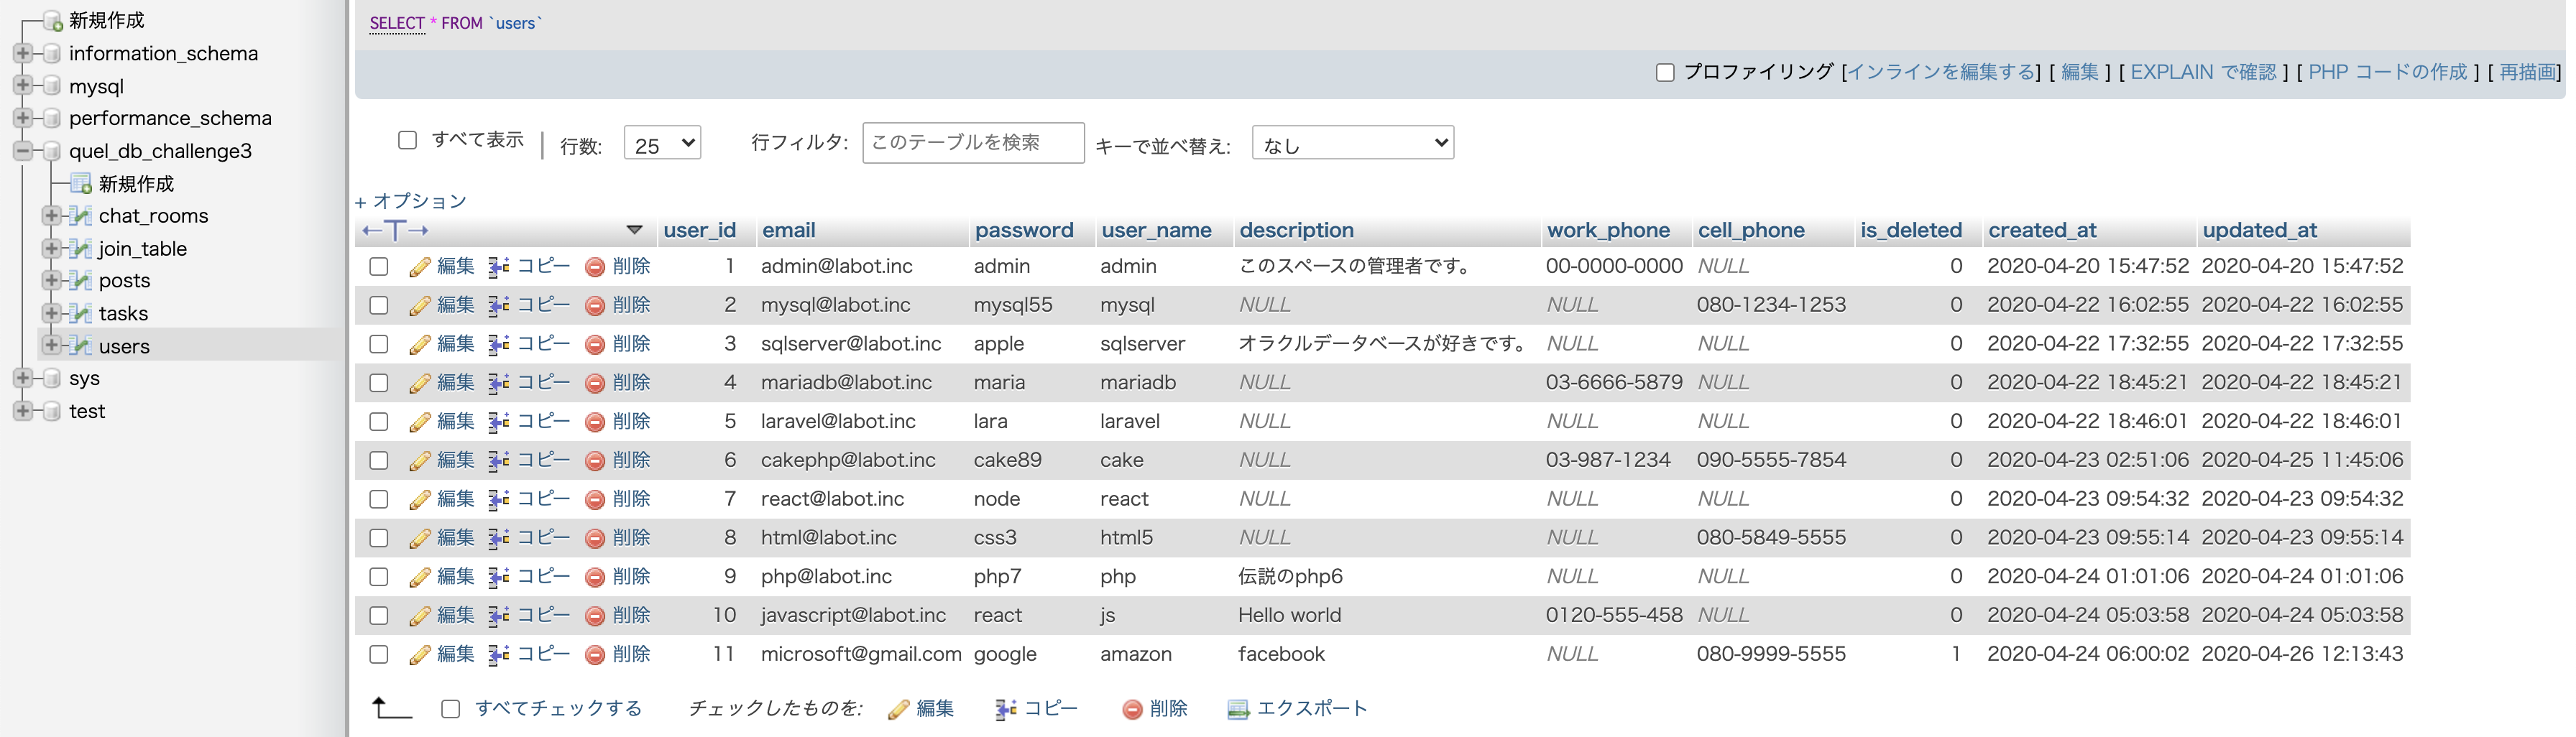 新規作成
information_schema
mysql
performance_schema
quel_db_challenge3
新規作成
chat_rooms
join_table
posts
tasks
users
sys
test
SELECT * FROM `users`
プロファイリング [インラインを編集する] [ 編集 ] [ EXPLAIN で確認 ] [ PHP コードの作成 ] [ 再描画]
すべて表示 | 行数: 25 行フィルタ: このテーブルを検索 キーで並べ替え: なし
+ オプション
←T→ user_id email password user_name description work_phone cell_phone is_deleted created_at updated_at
編集 コピー 削除 1 admin@labot.inc admin admin このスペースの管理者です。 00-0000-0000 NULL 0 2020-04-20 15:47:52 2020-04-20 15:47:52
編集 コピー 削除 2 mysql@labot.inc mysql55 mysql NULL NULL 080-1234-1253 0 2020-04-22 16:02:55 2020-04-22 16:02:55
編集 コピー 削除 3 sqlserver@labot.inc apple sqlserver オラクルデータベースが好きです。 NULL NULL 0 2020-04-22 17:32:55 2020-04-22 17:32:55
編集 コピー 削除 4 mariadb@labot.inc maria mariadb NULL 03-6666-5879 NULL 0 2020-04-22 18:45:21 2020-04-22 18:45:21
編集 コピー 削除 5 laravel@labot.inc lara laravel NULL NULL NULL 0 2020-04-22 18:46:01 2020-04-22 18:46:01
編集 コピー 削除 6 cakephp@labot.inc cake89 cake NULL 03-987-1234 090-5555-7854 0 2020-04-23 02:51:06 2020-04-25 11:45:06
編集 コピー 削除 7 react@labot.inc node react NULL NULL NULL 0 2020-04-23 09:54:32 2020-04-23 09:54:32
編集 コピー 削除 8 html@labot.inc css3 html5 NULL NULL 080-5849-5555 0 2020-04-23 09:55:14 2020-04-23 09:55:14
編集 コピー 削除 9 php@labot.inc php7 php 伝説のphp6 NULL NULL 0 2020-04-24 01:01:06 2020-04-24 01:01:06
編集 コピー 削除 10 javascript@labot.inc react js Hello world 0120-555-458 NULL 0 2020-04-24 05:03:58 2020-04-24 05:03:58
編集 コピー 削除 11 microsoft@gmail.com google amazon facebook NULL 080-9999-5555 1 2020-04-24 06:00:02 2020-04-26 12:13:43
すべてチェックする チェックしたものを: 編集 コピー 削除 エクスポート